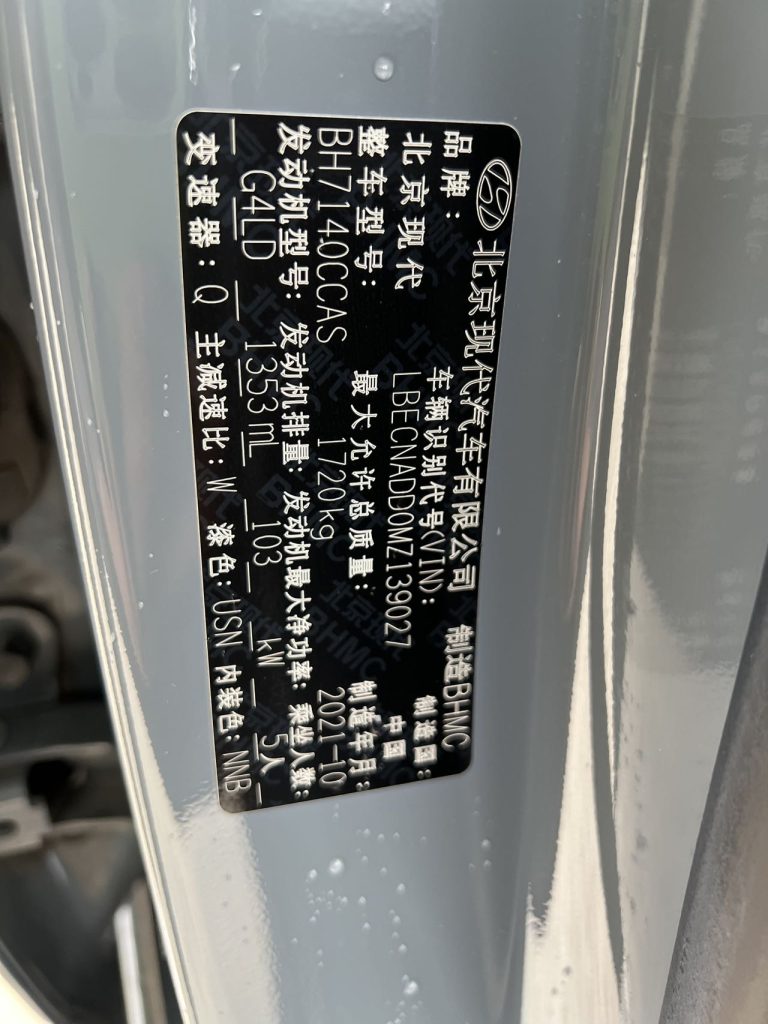 北京现代汽车有限公司 制造BHMC
品牌: 车辆识别代号(VIN): 制造国:
北京现代 LBECNADD0MZ139027 中国
整车型号: 最大允许总质量: 制造年月:
BH7140CCAS 1720kg 2021-10
发动机型号: 发动机排量: 发动机最大净功率: 乘坐人数:
G4LD 1353 mL 103 kW 5人
变速器: Q 主减速比: W 漆色: USN 内装色: NNB